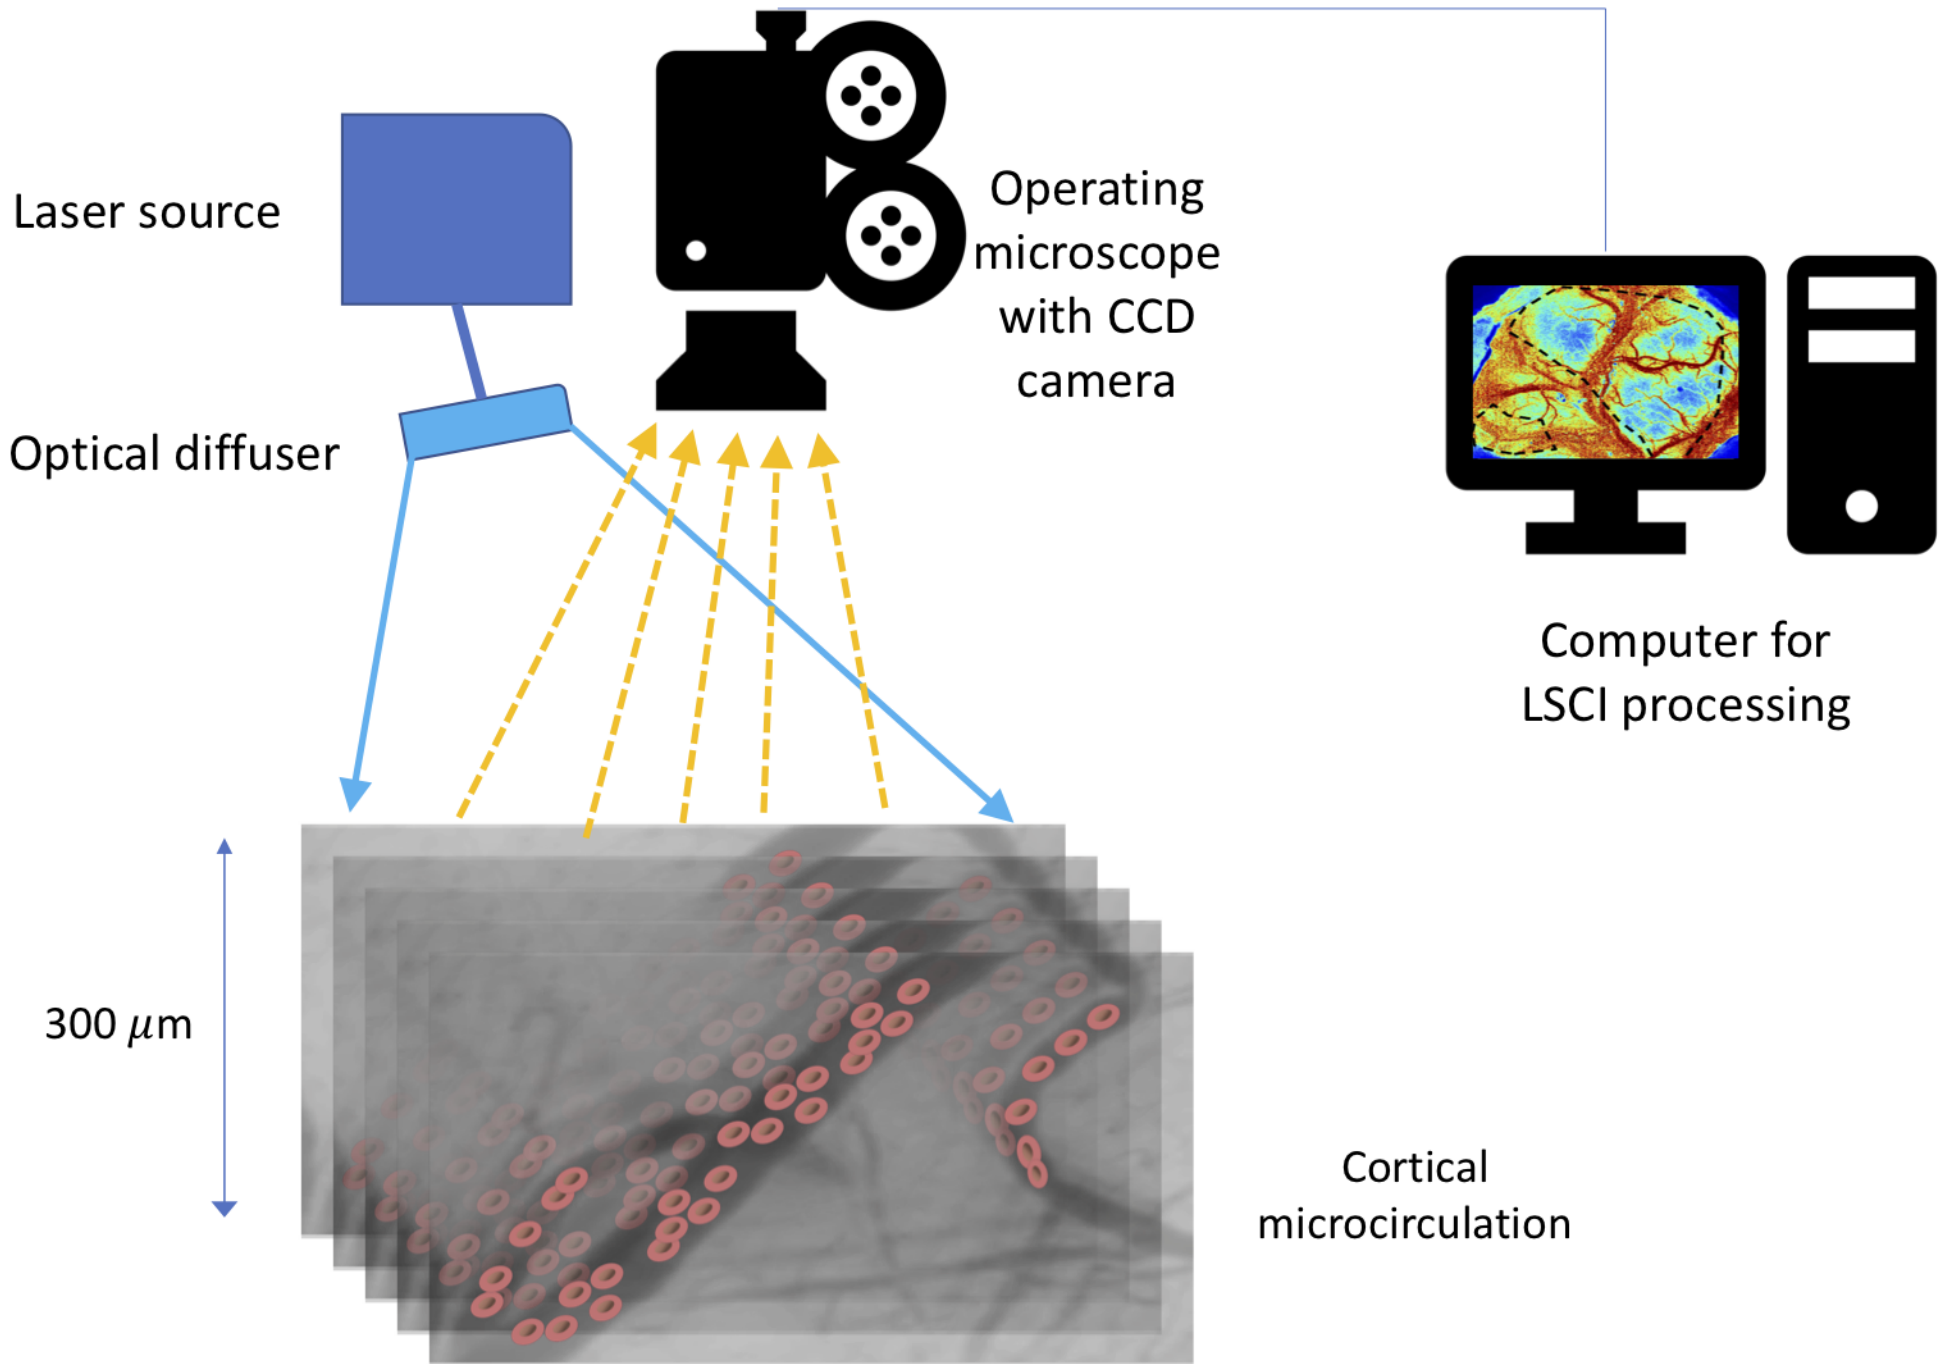 Laser source
Operating
microscope
with CCD
camera
Optical diffuser
Computer for
LSCI processing
300 𝜇m
Cortical
microcirculation